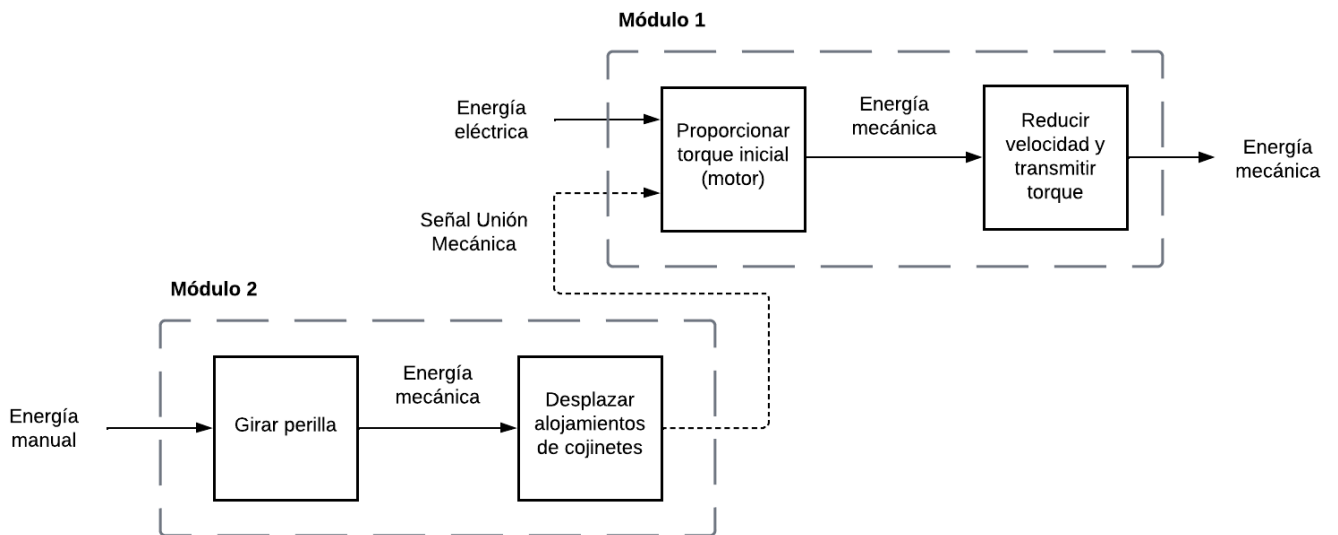 Módulo 1
Energía
eléctrica
Proporcionar
torque inicial
(motor)
Energía
mecánica
Reducir
velocidad y
transmitir
torque
Energía
mecánica
Señal Unión
Mecánica
Módulo 2
Energía
manual
Girar perilla
Energía
mecánica
Desplazar
alojamientos
de cojinetes